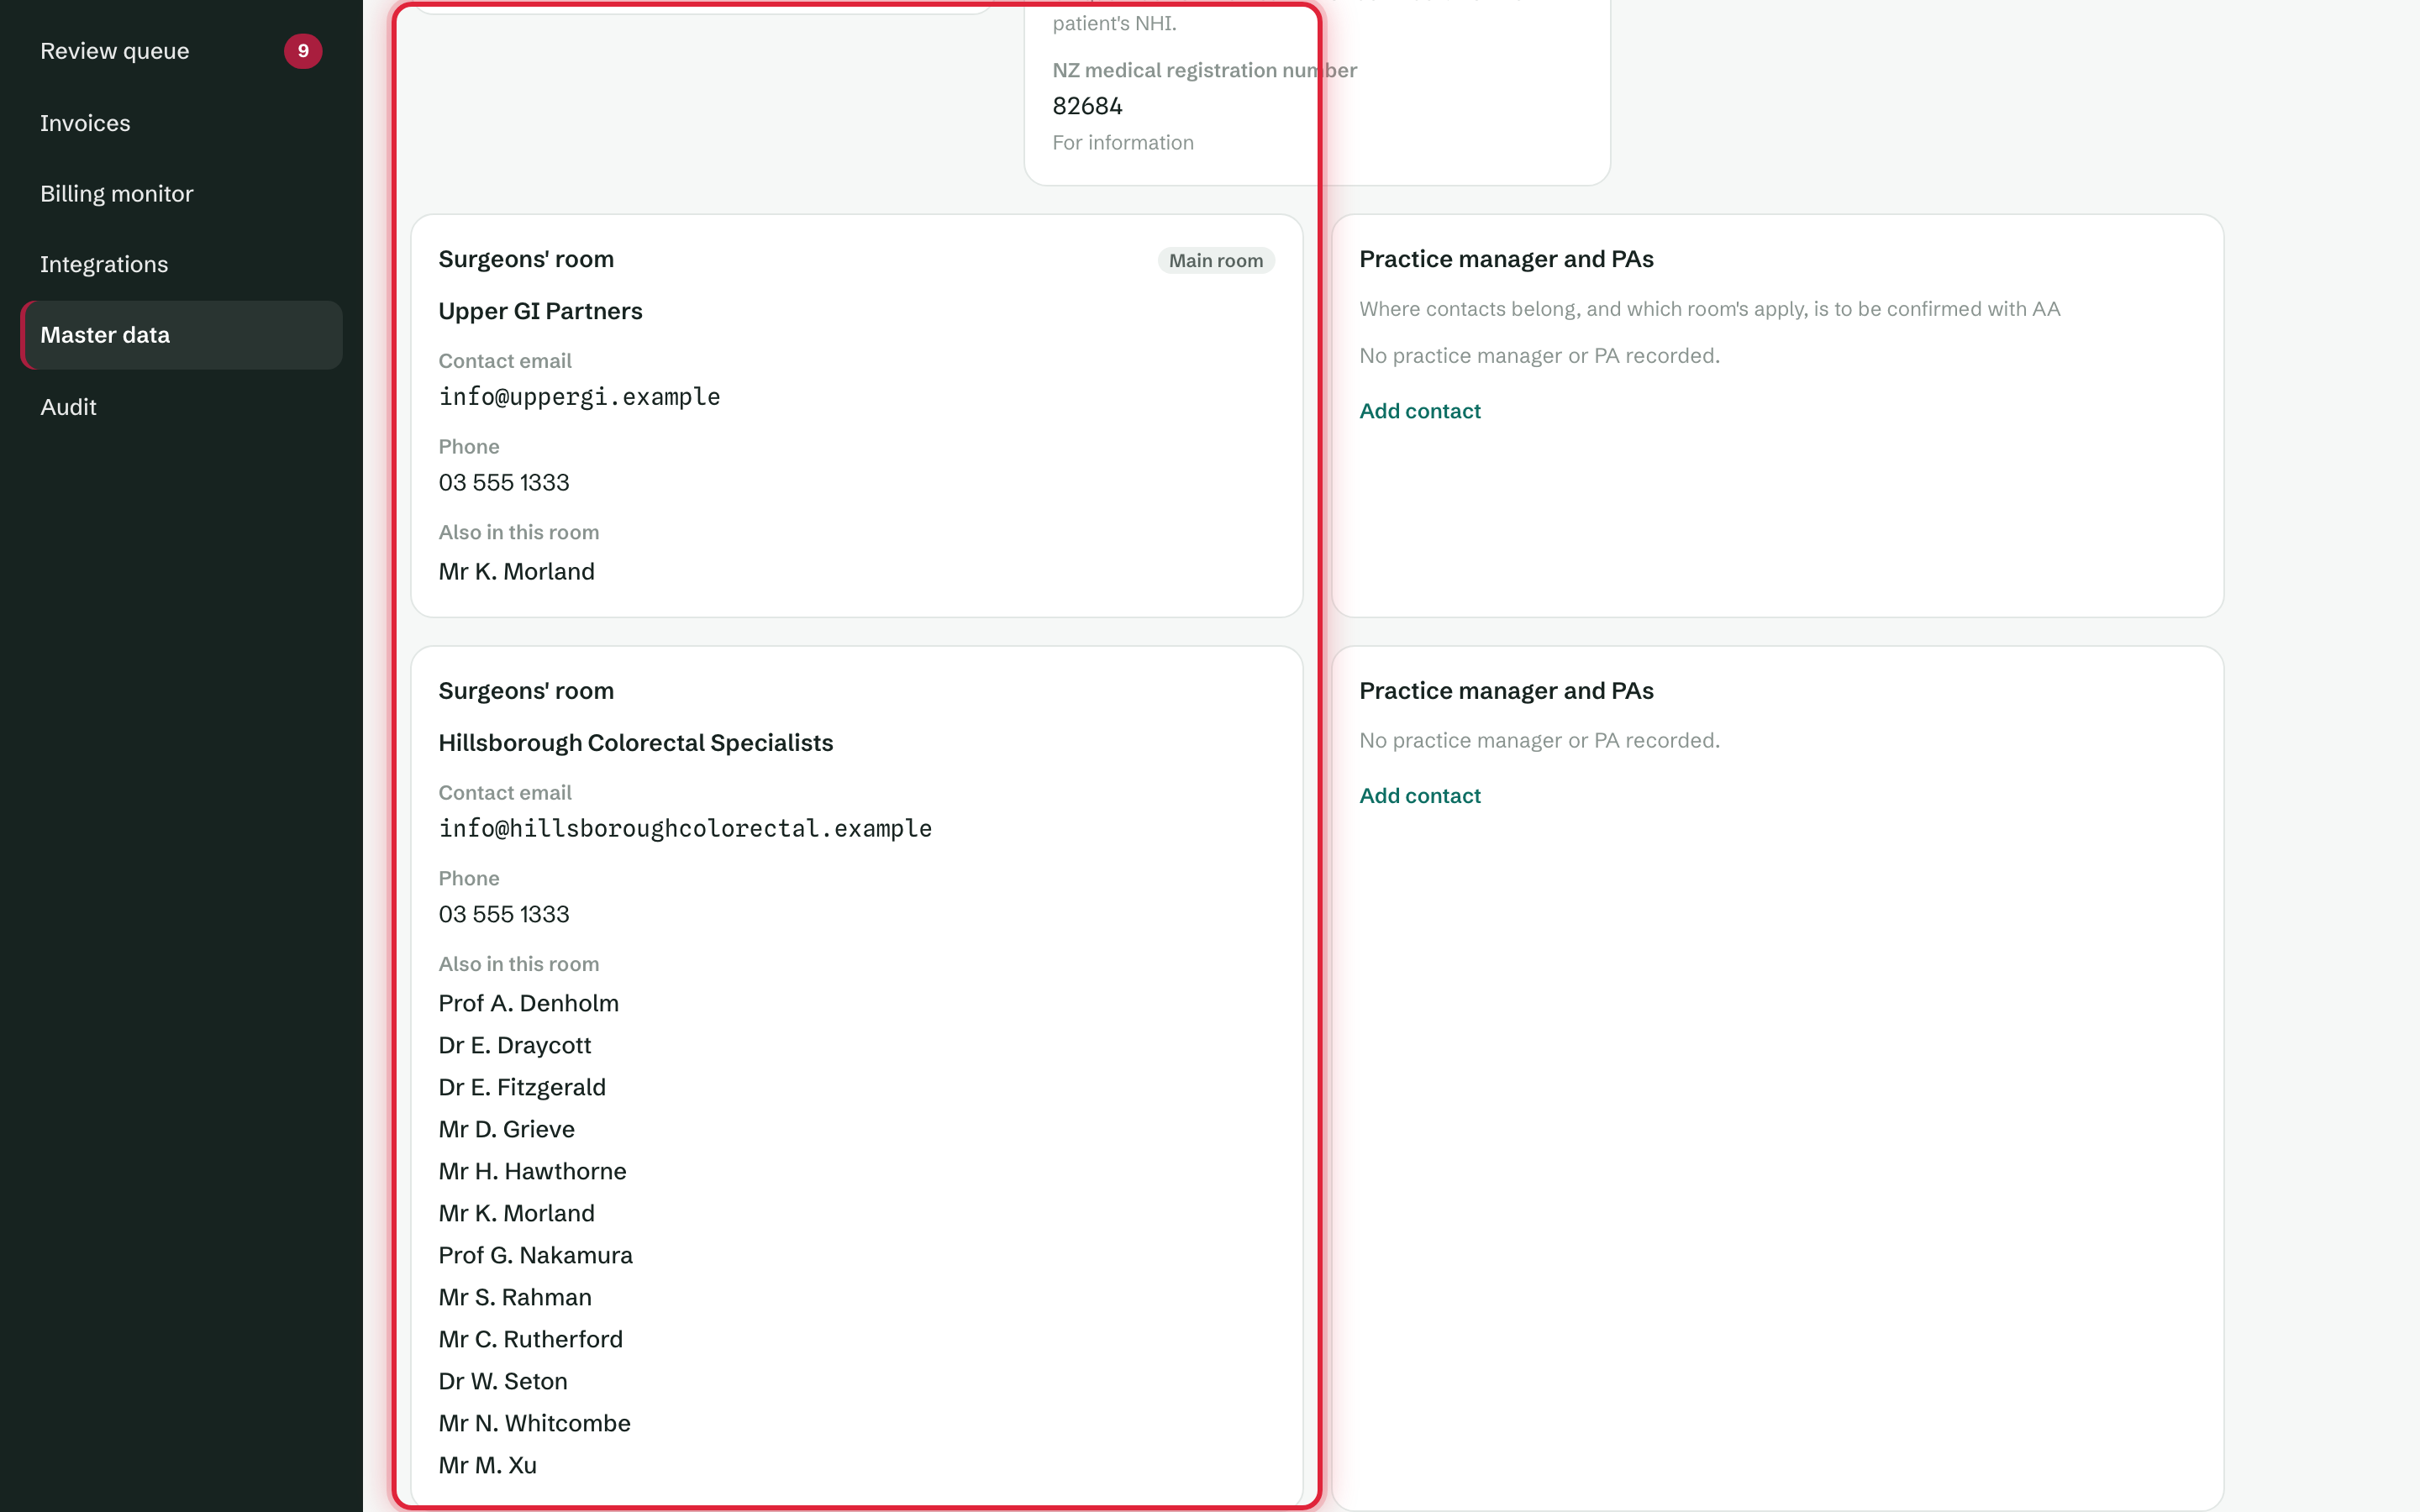 Review queue
9
Invoices
Billing monitor
Integrations
Master data
Audit
patient's NHI.
NZ medical registration number
82684
For information
Surgeons' room
Main room
Upper GI Partners
Contact email
info@uppergi.example
Phone
03 555 1333
Also in this room
Mr K. Morland
Practice manager and PAs
Where contacts belong, and which room's apply, is to be confirmed with AA
No practice manager or PA recorded.
Add contact
Surgeons' room
Hillsborough Colorectal Specialists
Contact email
info@hillsboroughcolorectal.example
Phone
03 555 1333
Also in this room
Prof A. Denholm
Dr E. Draycott
Dr E. Fitzgerald
Mr D. Grieve
Mr H. Hawthorne
Mr K. Morland
Prof G. Nakamura
Mr S. Rahman
Mr C. Rutherford
Dr W. Seton
Mr N. Whitcombe
Mr M. Xu
Practice manager and PAs
No practice manager or PA recorded.
Add contact